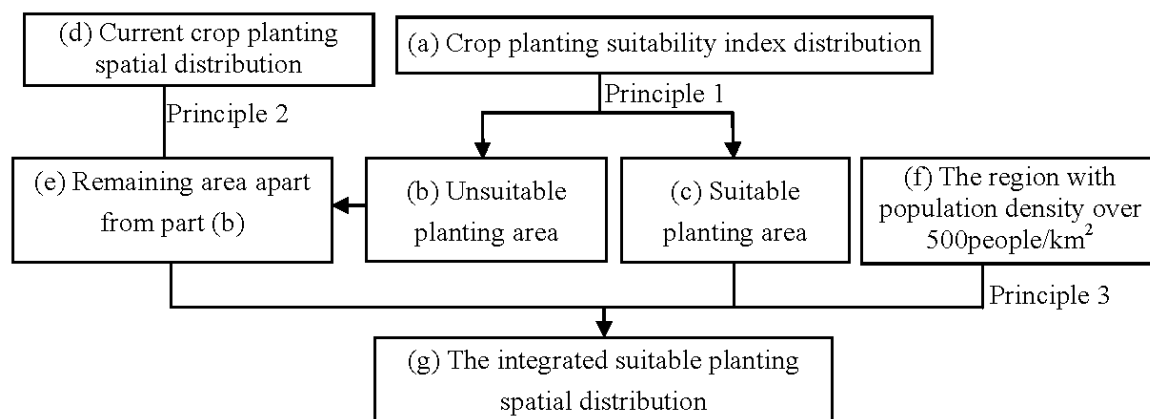 (d) Current crop planting
spatial distribution
(a) Crop planting suitability index distribution
Principle 1
Principle 2
(e) Remaining area apart
from part (b)
(b) Unsuitable
planting area
(c) Suitable
planting area
(f) The region with
population density over
500people/km²
Principle 3
(g) The integrated suitable planting
spatial distribution